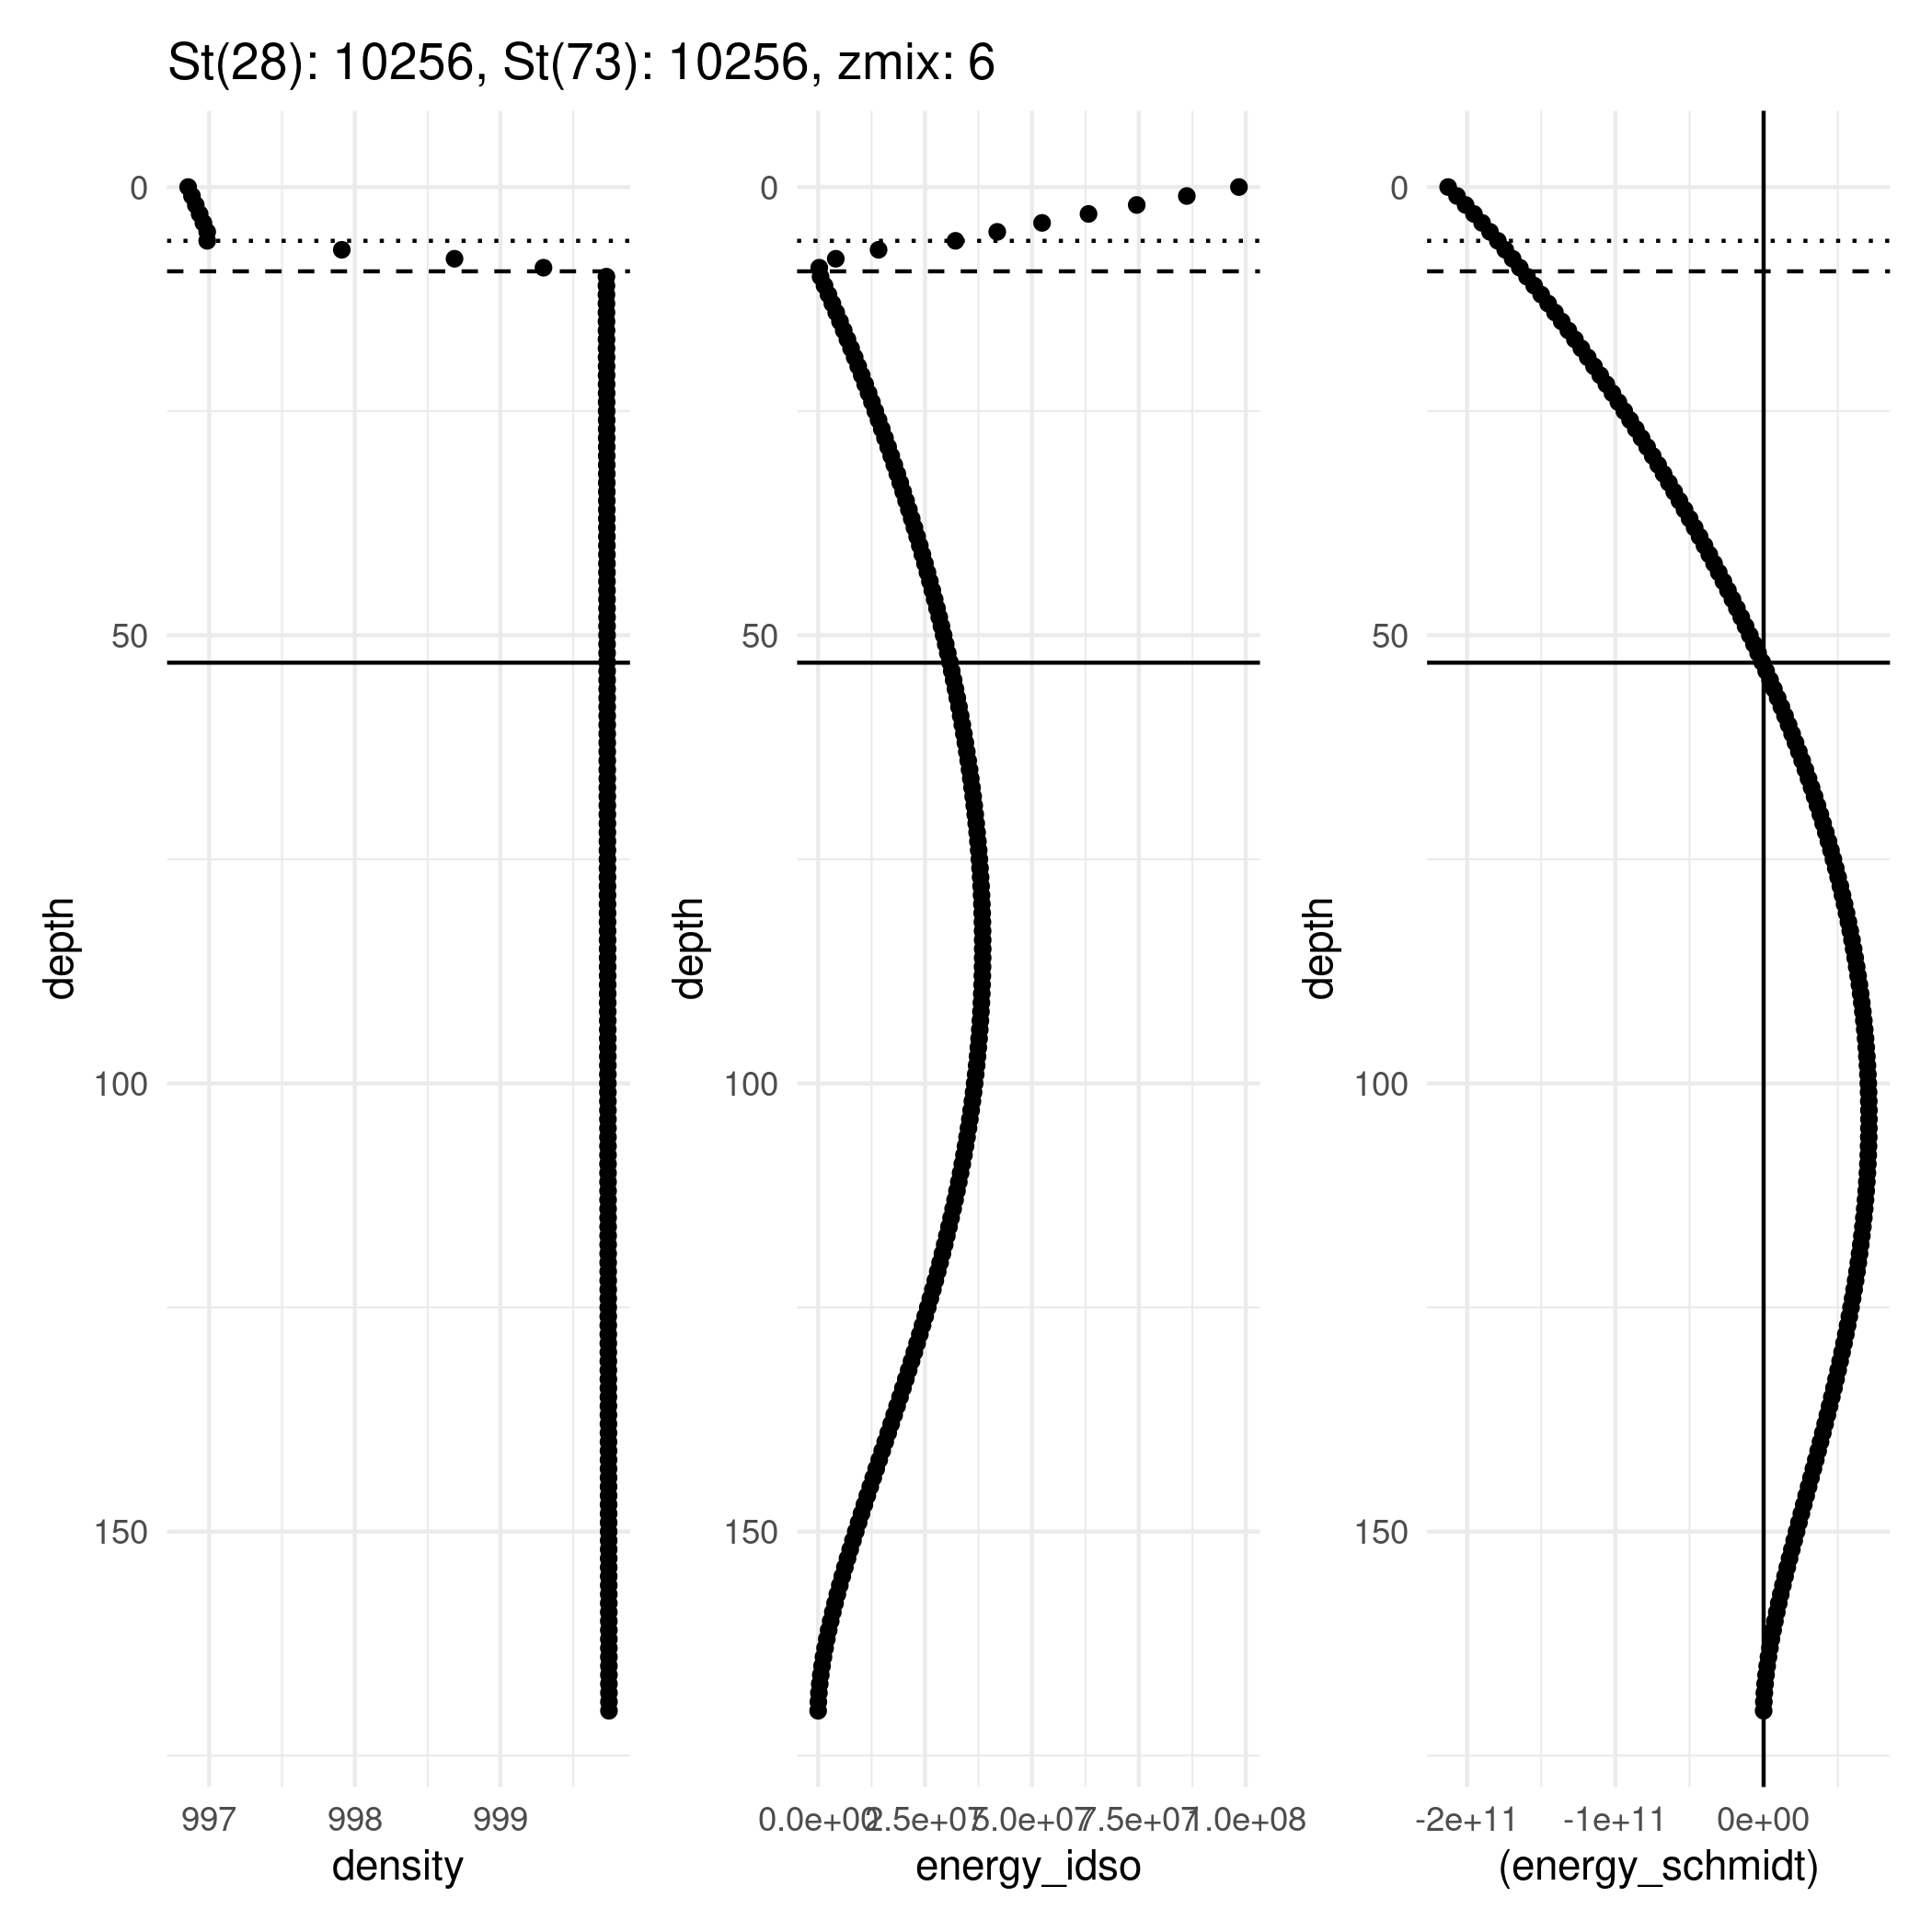 St(28): 10256, St(73): 10256, zmix: 6
0
50
100
150
depth
997 998 999
density
0
50
100
150
depth
0.0e+00 2.5e+07 5.0e+07 7.5e+07 1.0e+08
energy_idso
0
50
100
150
depth
-2e+11 -1e+11 0e+00
(energy_schmidt)